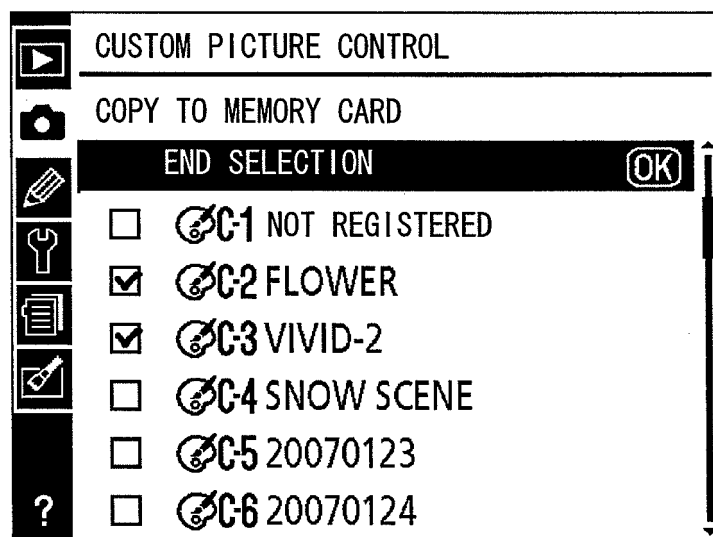 CUSTOM PICTURE CONTROL
COPY TO MEMORY CARD
END SELECTION OK
C-1 NOT REGISTERED
C-2 FLOWER
C-3 VIVID-2
C-4 SNOW SCENE
C-5 20070123
C-6 20070124
?